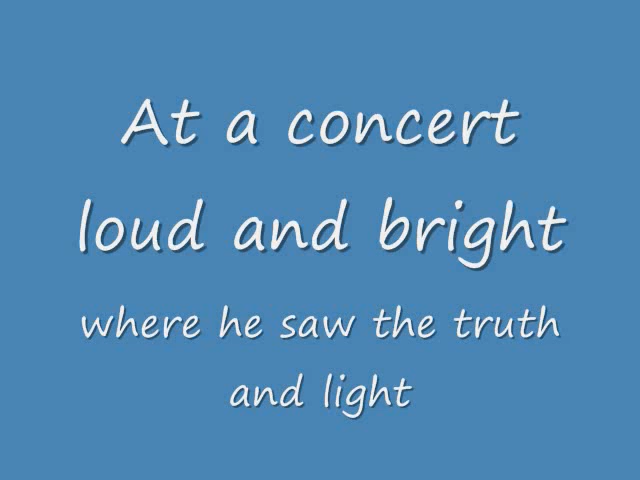 At a concert
loud and bright
where he saw the truth
and light